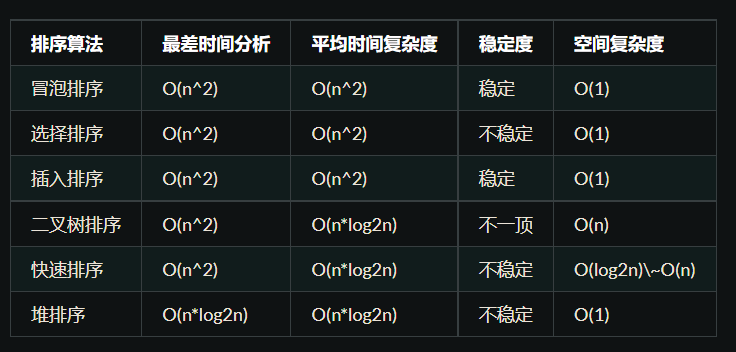 排序算法 最差时间分析 平均时间复杂度 稳定度 空间复杂度
冒泡排序 O(n^2) O(n^2) 稳定 O(1)
选择排序 O(n^2) O(n^2) 不稳定 O(1)
插入排序 O(n^2) O(n^2) 稳定 O(1)
二叉树排序 O(n^2) O(n*log2n) 不一顶 O(n)
快速排序 O(n^2) O(n*log2n) 不稳定 O(log2n)\~O(n)
堆排序 O(n*log2n) O(n*log2n) 不稳定 O(1)